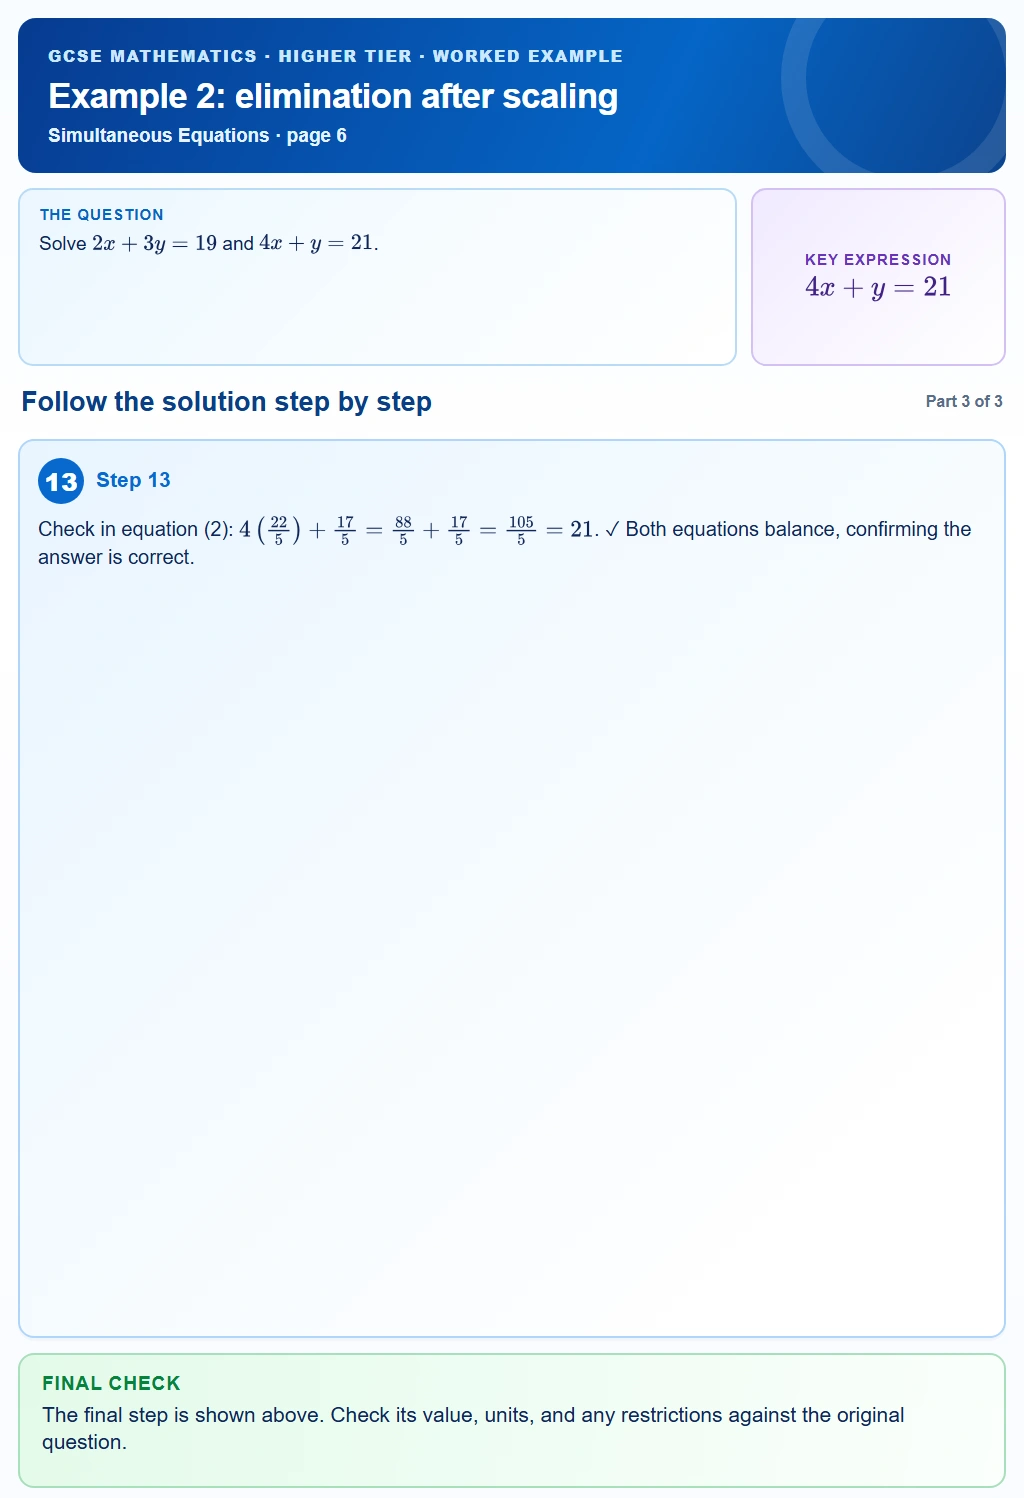 GCSE MATHEMATICS · HIGHER TIER · WORKED EXAMPLE
Example 2: elimination after scaling
Simultaneous Equations · page 6
THE QUESTION
Solve 2x + 3y = 19 and 4x + y = 21.
KEY EXPRESSION
4x + y = 21
Follow the solution step by step
Part 3 of 3
13 Step 13
Check in equation (2): 4 (22/5) + 17/5 = 88/5 + 17/5 = 105/5 = 21. ✓ Both equations balance, confirming the
answer is correct.
FINAL CHECK
The final step is shown above. Check its value, units, and any restrictions against the original
question.